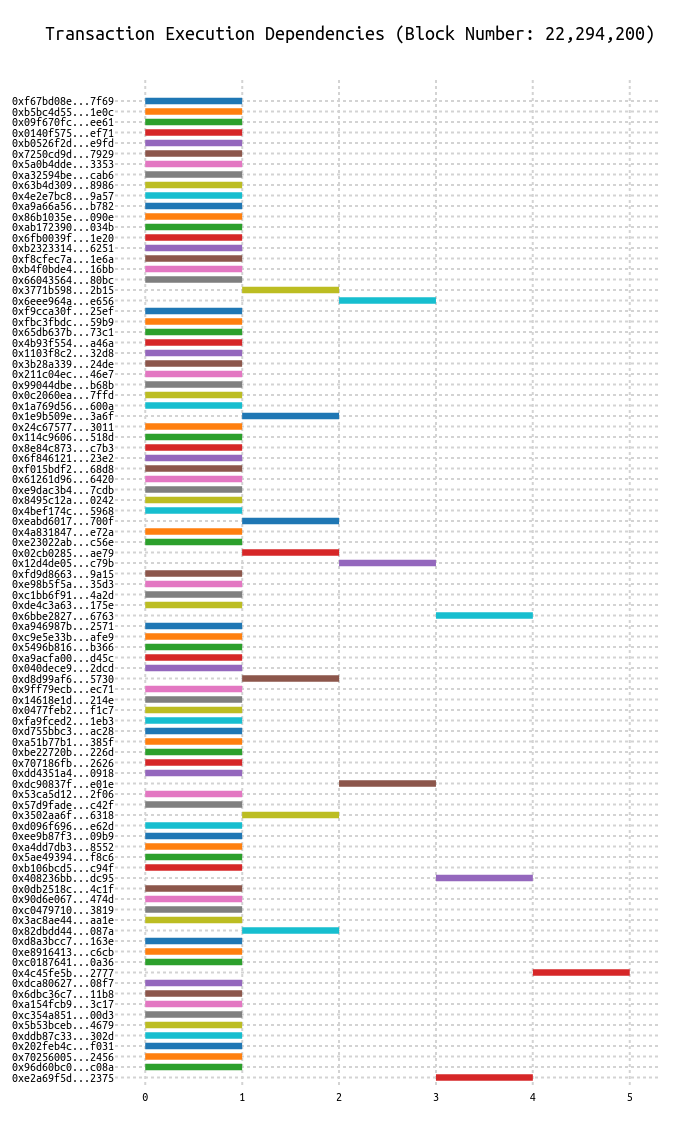 Transaction Execution Dependencies (Block Number: 22,294,200)
0xf67bd08e...7f69
0xb5bc4d55...1e0c
0x09f670fc...ee61
0x0140f575...ef71
0xb0526f2d...e9fd
0x7250cd9d...7929
0x5a0b4dde...3353
0xa32594be...cab6
0x63b4d309...8986
0x4e2e7bc8...9a57
0xa9a66a56...b782
0x86b1035e...090e
0xab172390...034b
0x6fb0039f...1e20
0xb2323314...6251
0xf8cfec7a...1e6a
0xb4f0bde4...16bb
0x66043564...80bc
0x3771b598...2b15
0x6eee964a...e656
0xf9cca30f...25ef
0xfbc3fbdc...59b9
0x65db637b...73c1
0x4b93f554...a46a
0x1103f8c2...32d8
0x3b28a339...24de
0x211c04ec...46e7
0x99044dbe...b68b
0x0c2060ea...7ffd
0x1a769d56...600a
0x1e9b509e...3a6f
0x24c67577...3011
0x114c9606...518d
0x8e84c873...c7b3
0x6f846121...23e2
0xf015bdf2...68d8
0x61261d96...6420
0xe9dac3b4...7cdb
0x8495c12a...0242
0x4bef174c...5968
0xeabd6017...700f
0x4a831847...e72a
0xe23022ab...c56e
0x02cb0285...ae79
0x12d4de05...c79b
0xfd9d8663...9a15
0xe98b5f5a...35d3
0xc1bb6f91...4a2d
0xde4c3a63...175e
0x6bbe2827...6763
0xa946987b...2571
0xc9e5e33b...afe9
0x5496b816...b366
0xa9acfa00...d45c
0x040dece9...2dcd
0xd8d99af6...5730
0x9ff79ecb...ec71
0x14618e1d...214e
0x0477feb2...f1c7
0xfa9fced2...1eb3
0xd755bbc3...ac28
0xa51b77b1...385f
0xbe22720b...226d
0x707186fb...2626
0xdd4351a4...0918
0xdc90837f...e01e
0x53ca5d12...2f06
0x57d9fade...c42f
0x3502aa6f...6318
0xd096f696...e62d
0xee9b87f3...09b9
0xa4dd7db3...8552
0x5ae49394...f8c6
0xb106bcd5...c94f
0x408236bb...dc95
0x0db2518c...4c1f
0x90d6e067...474d
0xc0479710...3819
0x3ac8ae44...aa1e
0x82dbdd44...087a
0xd8a3bcc7...163e
0xe8916413...c6cb
0xc0187641...0a36
0x4c45fe5b...2777
0xdca80627...08f7
0x6dbc36c7...11b8
0xa154fcb9...3c17
0xc354a851...00d3
0x5b53bceb...4679
0xddb87c33...302d
0x202feb4c...f031
0x70256005...2456
0x96d60bc0...c08a
0xe2a69f5d...2375
0 1 2 3 4 5